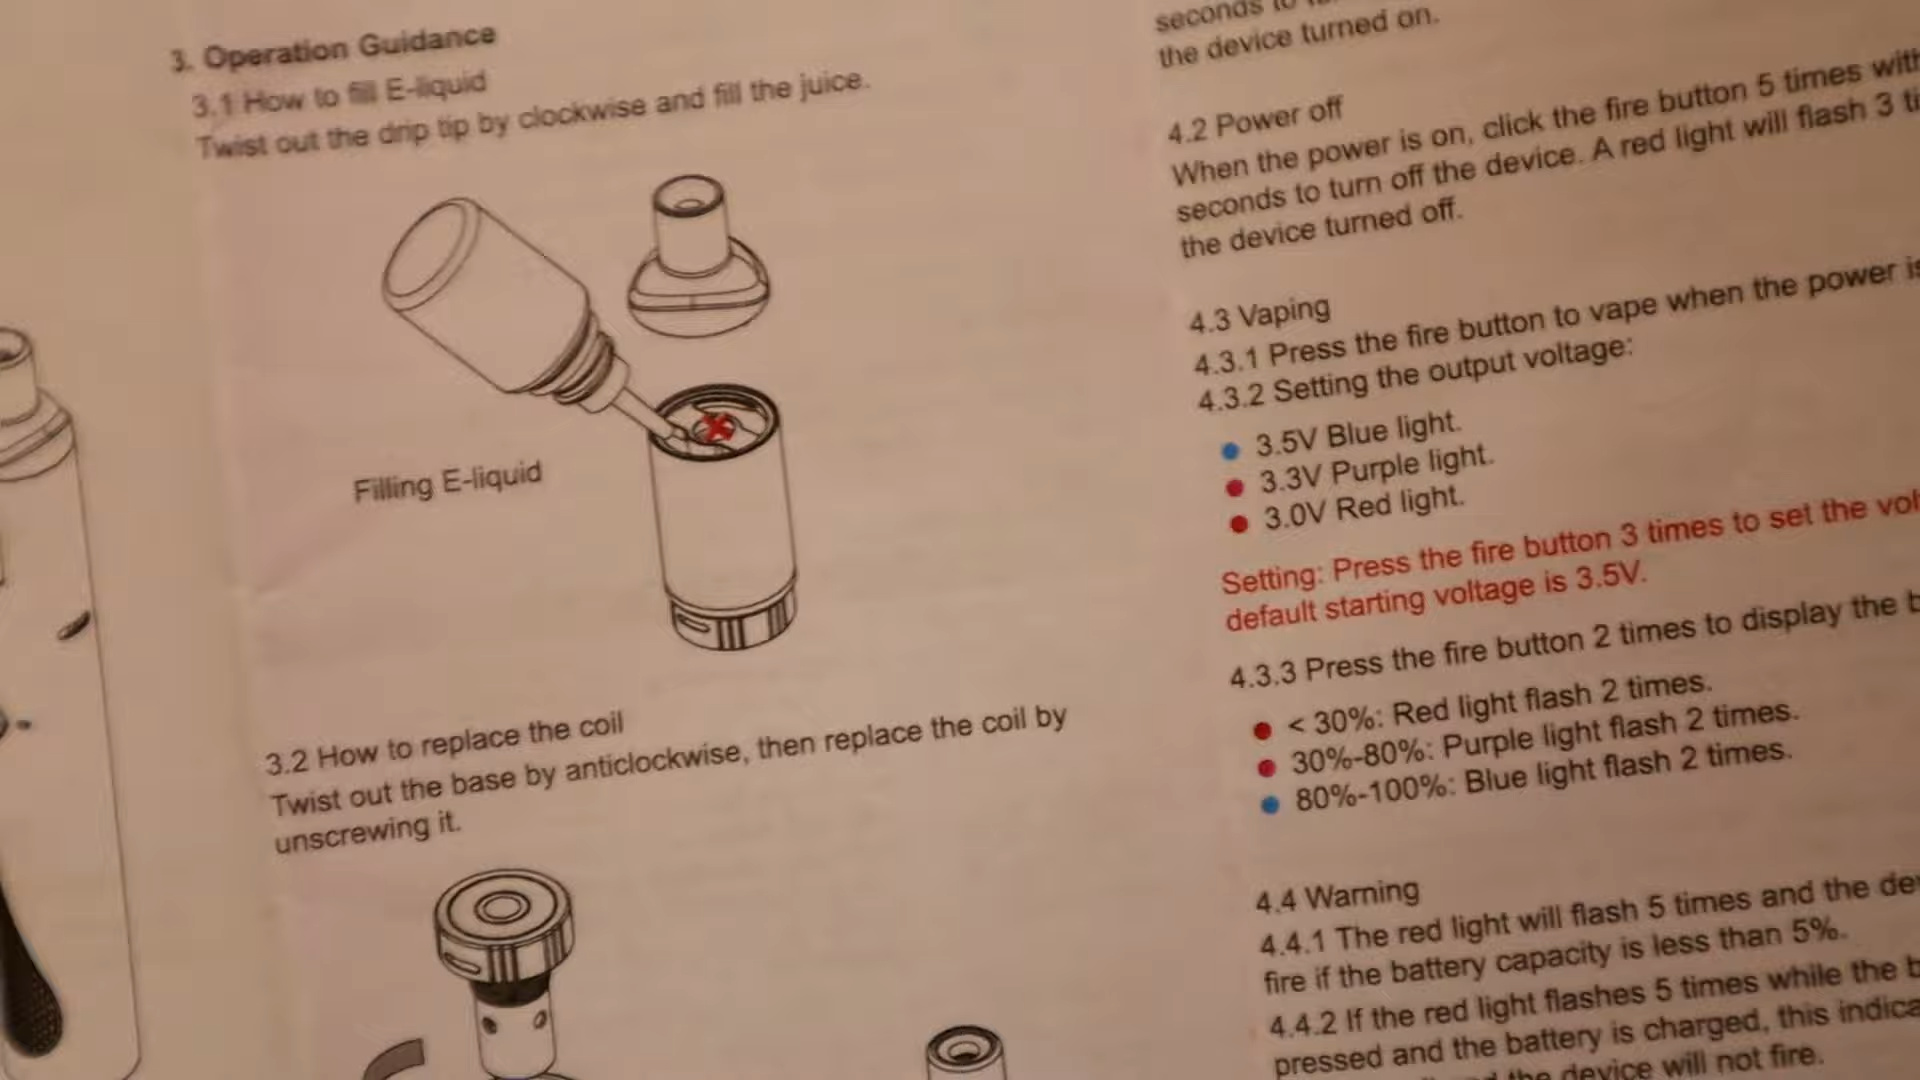 3. Operation Guidance
3.1 How to fill E-liquid
Twist out the drip tip by clockwise and fill the juice.
Filling E-liquid
3.2 How to replace the coil
Twist out the base by anticlockwise, then replace the coil by
unscrewing it.
seconds to
the device turned on.
4.2 Power off
When the power is on, click the fire button 5 times
seconds to turn off the device. A red light will flash 3
the device turned off.
4.3 Vaping
4.3.1 Press the fire button to vape when the power
4.3.2 Setting the output voltage:
3.5V Blue light.
3.3V Purple light.
3.0V Red light.
Setting: Press the fire button 3 times to set the
default starting voltage is 3.5V.
4.3.3 Press the fire button 2 times to display the
< 30%: Red light flash 2 times.
30%-80%: Purple light flash 2 times.
80%-100%: Blue light flash 2 times.
4.4 Warning
4.4.1 The red light will flash 5 times and the
fire if the battery capacity is less than 5%.
4.4.2 If the red light flashes 5 times while the
pressed and the battery is charged, this
the device will not fire.